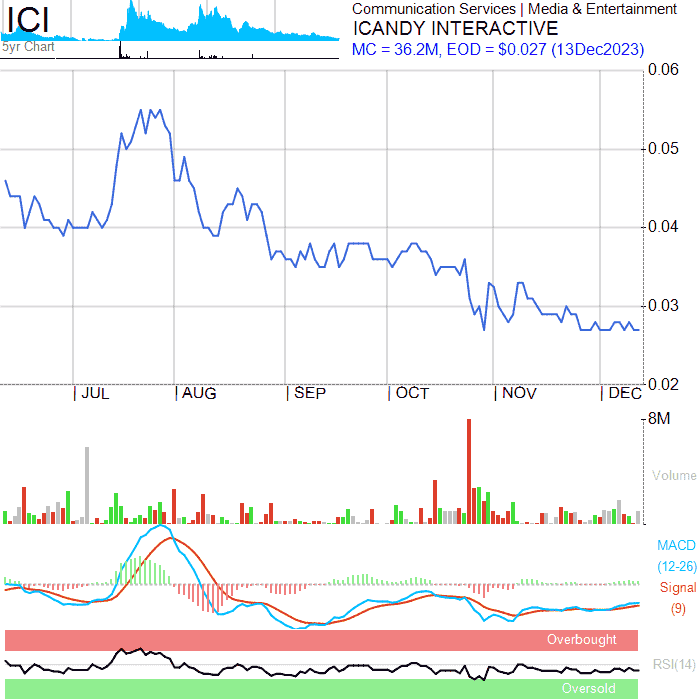 ICI
5yr Chart
Communication Services | Media & Entertainment
ICANDY INTERACTIVE
MC = 36.2M, EOD = $0.027 (13Dec2023)
0.06
0.05
0.04
0.03
0.02
| JUL | AUG | SEP | OCT | NOV | DEC
8M
Volume
MACD
(12-26)
Signal
(9)
Overbought
RSI(14)
Oversold